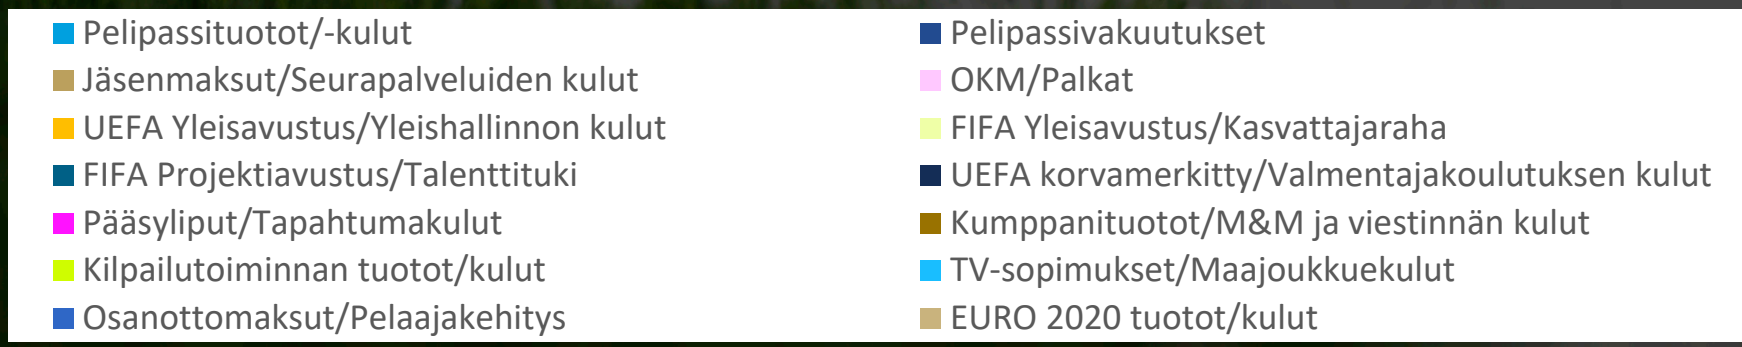 Pelipassituotot/-kulut
Pelipassivakuutukset
Jäsenmaksut/Seurapalveluiden kulut
OKM/Palkat
UEFA Yleisavustus/Yleishallinnon kulut
FIFA Yleisavustus/Kasvattajaraha
FIFA Projektiavustus/Talenttituki
UEFA korvamerkitty/Valmentajakoulutuksen kulut
Pääsyliput/Tapahtumakulut
Kumppanituotot/M&M ja viestinnän kulut
Kilpailutoiminnan tuotot/kulut
TV-sopimukset/Maajoukkuekulut
Osanottomaksut/Pelaajakehitys
EURO 2020 tuotot/kulut